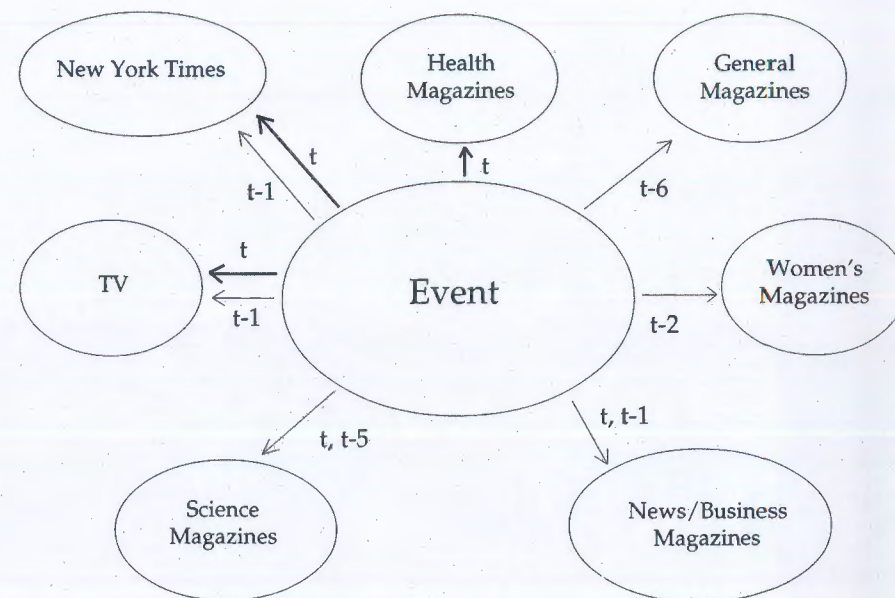 New York Times
Health
Magazines
General
Magazines
t
t-1
t
t-6
t
t-1
TV
Event
Women's
Magazines
t-2
t, t-5
t, t-1
Science
Magazines
News/Business
Magazines